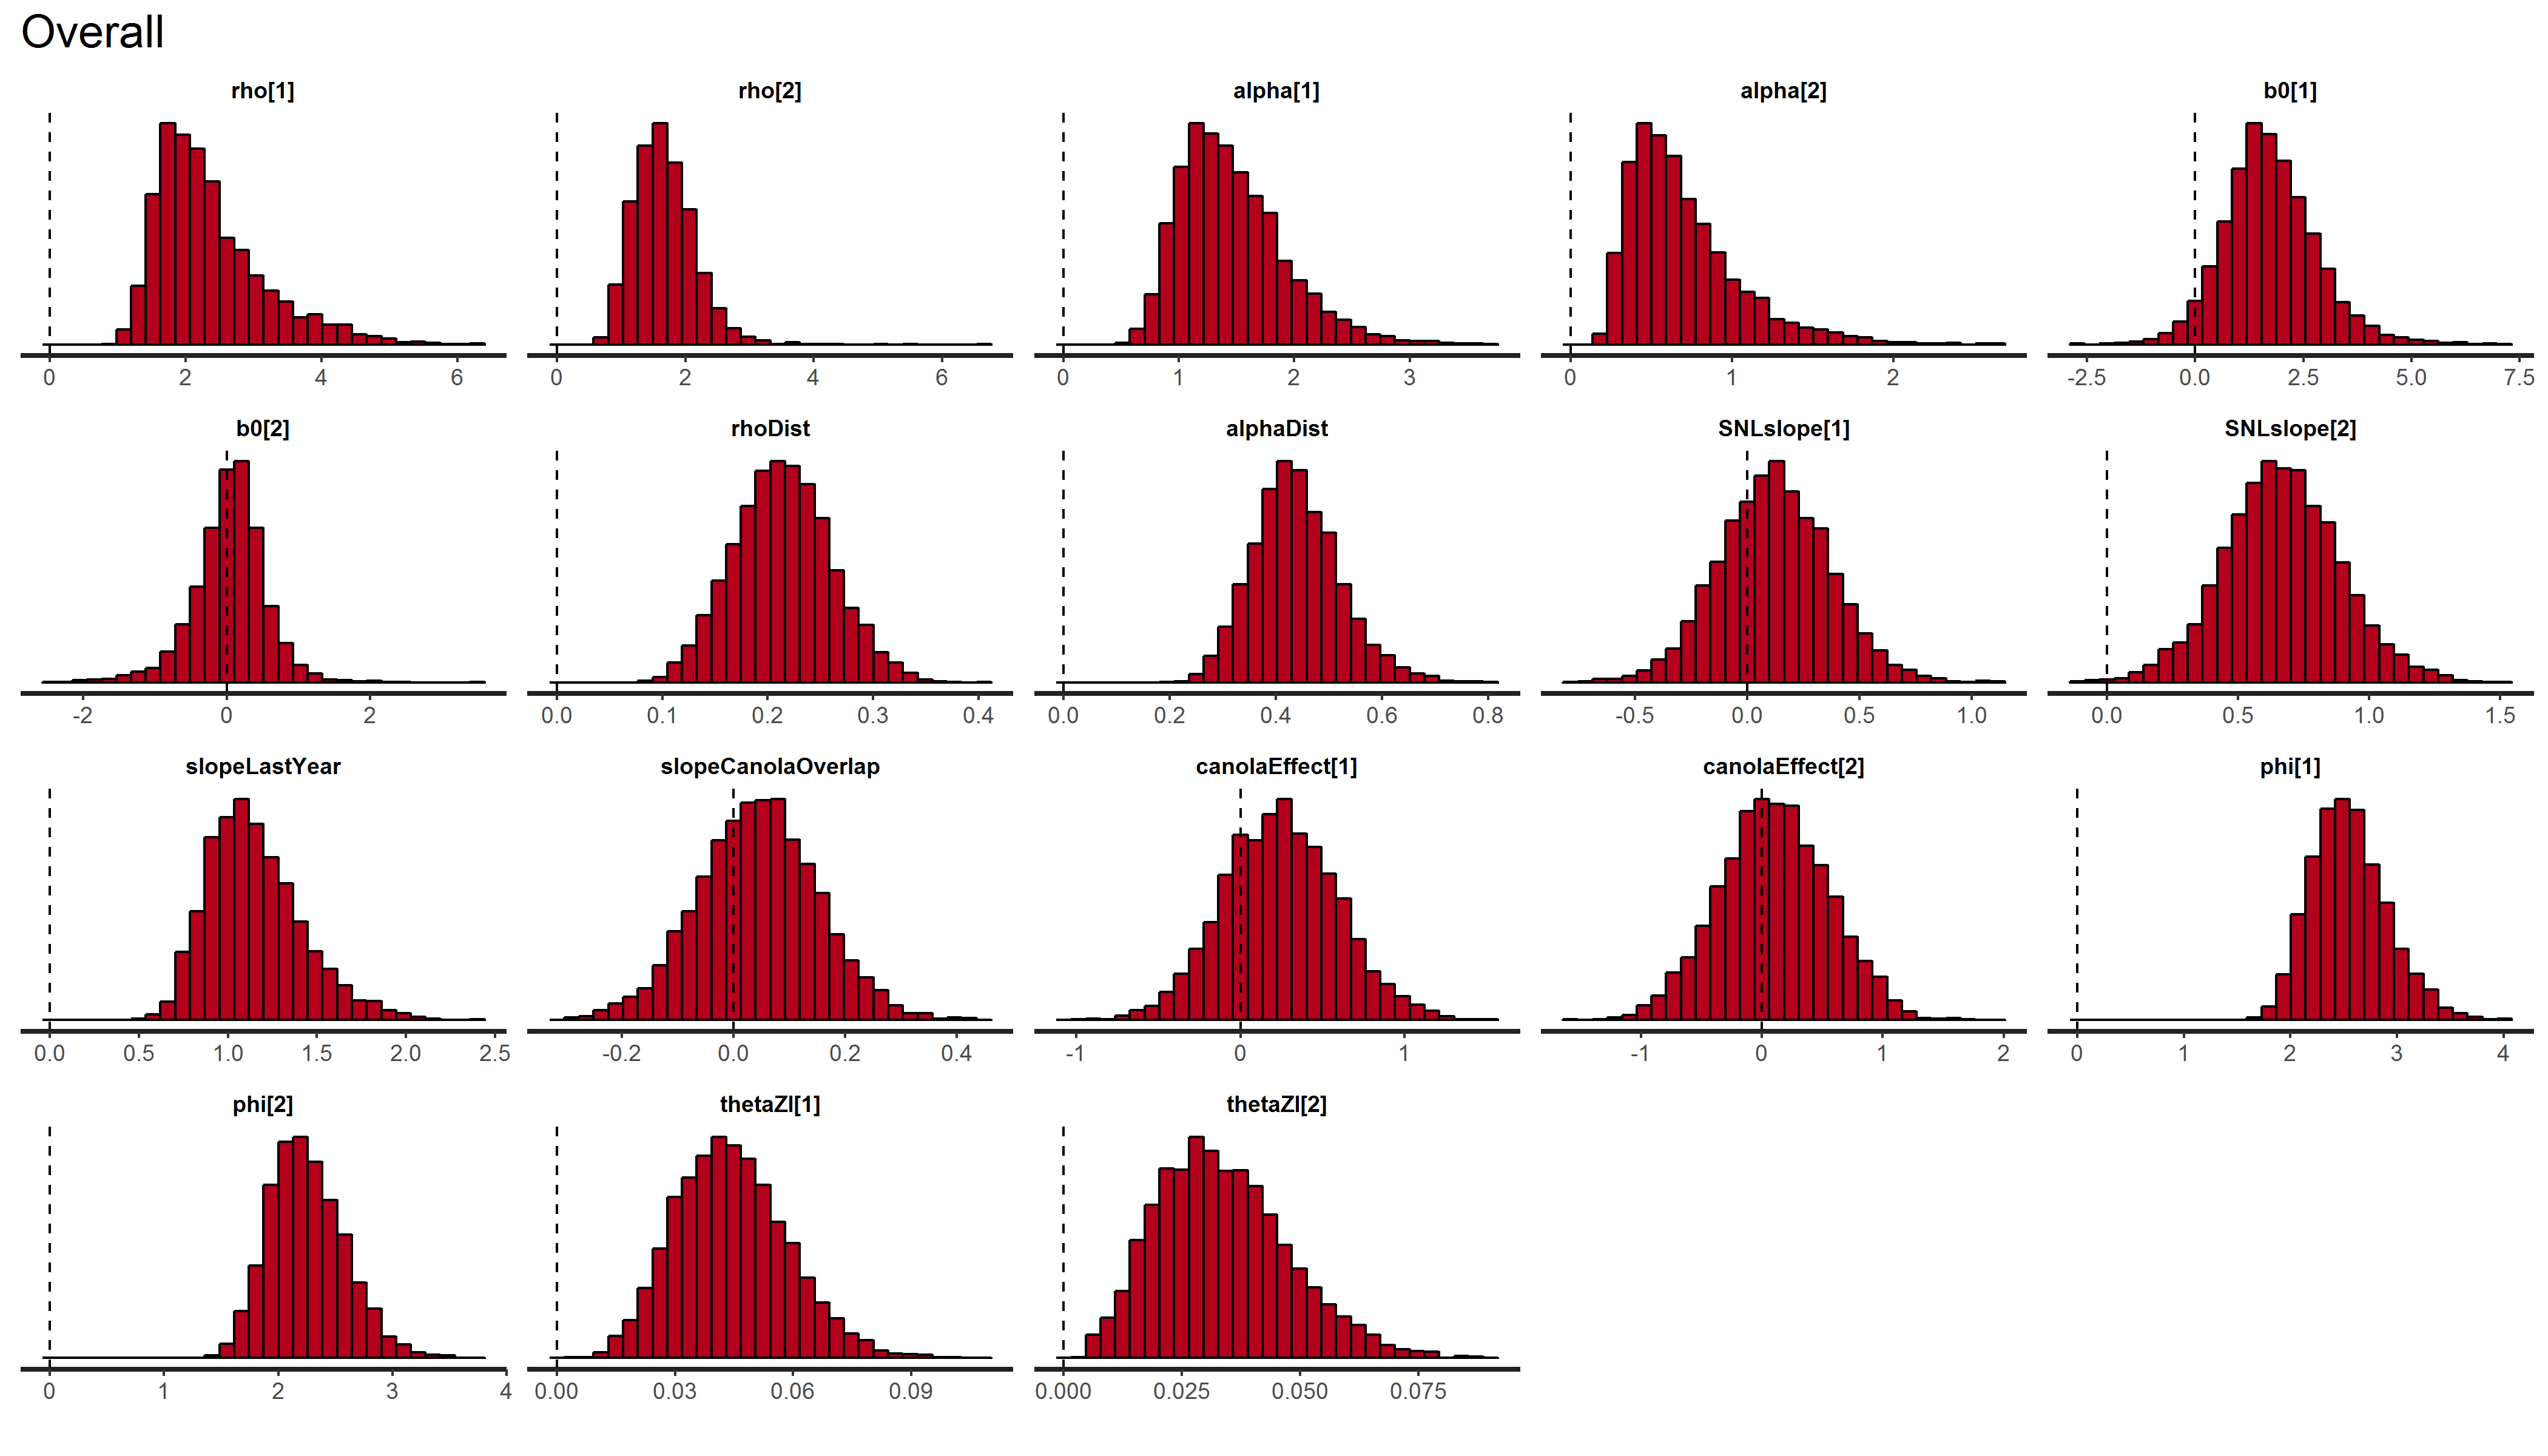 Overall
rho[1] rho[2] alpha[1] alpha[2] b0[1]
0 2 4 6 0 2 4 6 0 1 2 3 0 1 2 -2.5 0.0 2.5 5.0 7.5
b0[2] rhoDist alphaDist SNLslope[1] SNLslope[2]
-2 0 2 0.0 0.1 0.2 0.3 0.4 0.0 0.2 0.4 0.6 0.8 -0.5 0.0 0.5 1.0 0.0 0.5 1.0 1.5
slopeLastYear slopeCanolaOverlap canolaEffect[1] canolaEffect[2] phi[1]
0.0 0.5 1.0 1.5 2.0 2.5 -0.2 0.0 0.2 0.4 -1 0 1 -1 0 1 2 0 1 2 3 4
phi[2] thetaZI[1] thetaZI[2]
0 1 2 3 4 0.00 0.03 0.06 0.09 0.000 0.025 0.050 0.075